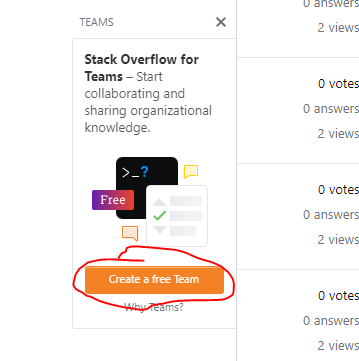 TEAMS
Stack Overflow for
Teams – Start
collaborating and
sharing organizational
knowledge.
>_?
Free
Create a free Team
Why Teams?
0 answers
2 views
0 votes
0 answers
2 views
0 votes
0 answers
2 views
0 votes
0 answers
2 views